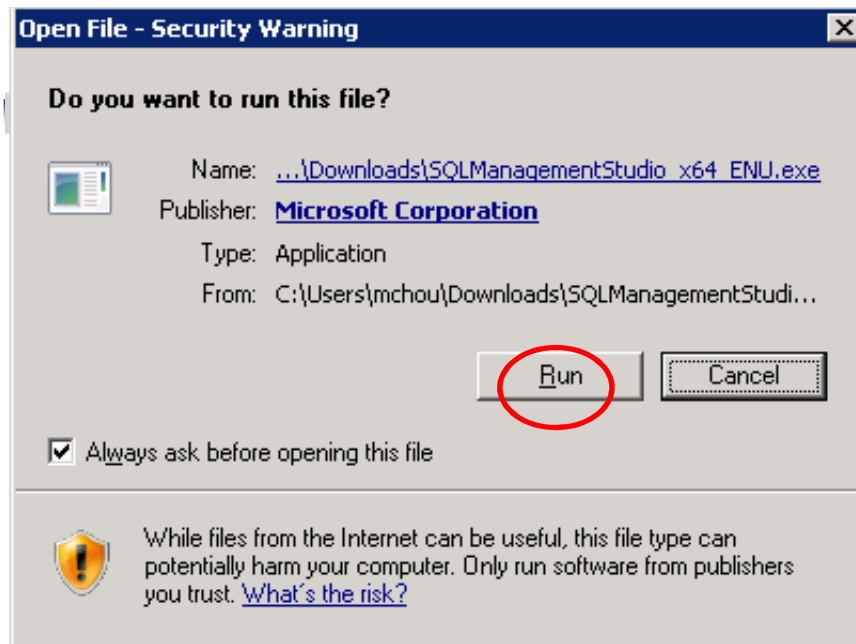 Open File - Security Warning
Do you want to run this file?
Name: ...\Downloads\SQLManagementStudio_x64_ENU.exe
Publisher: Microsoft Corporation
Type: Application
From: C:\Users\mchou\Downloads\SQLManagementStudi...
Run Cancel
Always ask before opening this file
While files from the Internet can be useful, this file type can
potentially harm your computer. Only run software from publishers
you trust. What's the risk?